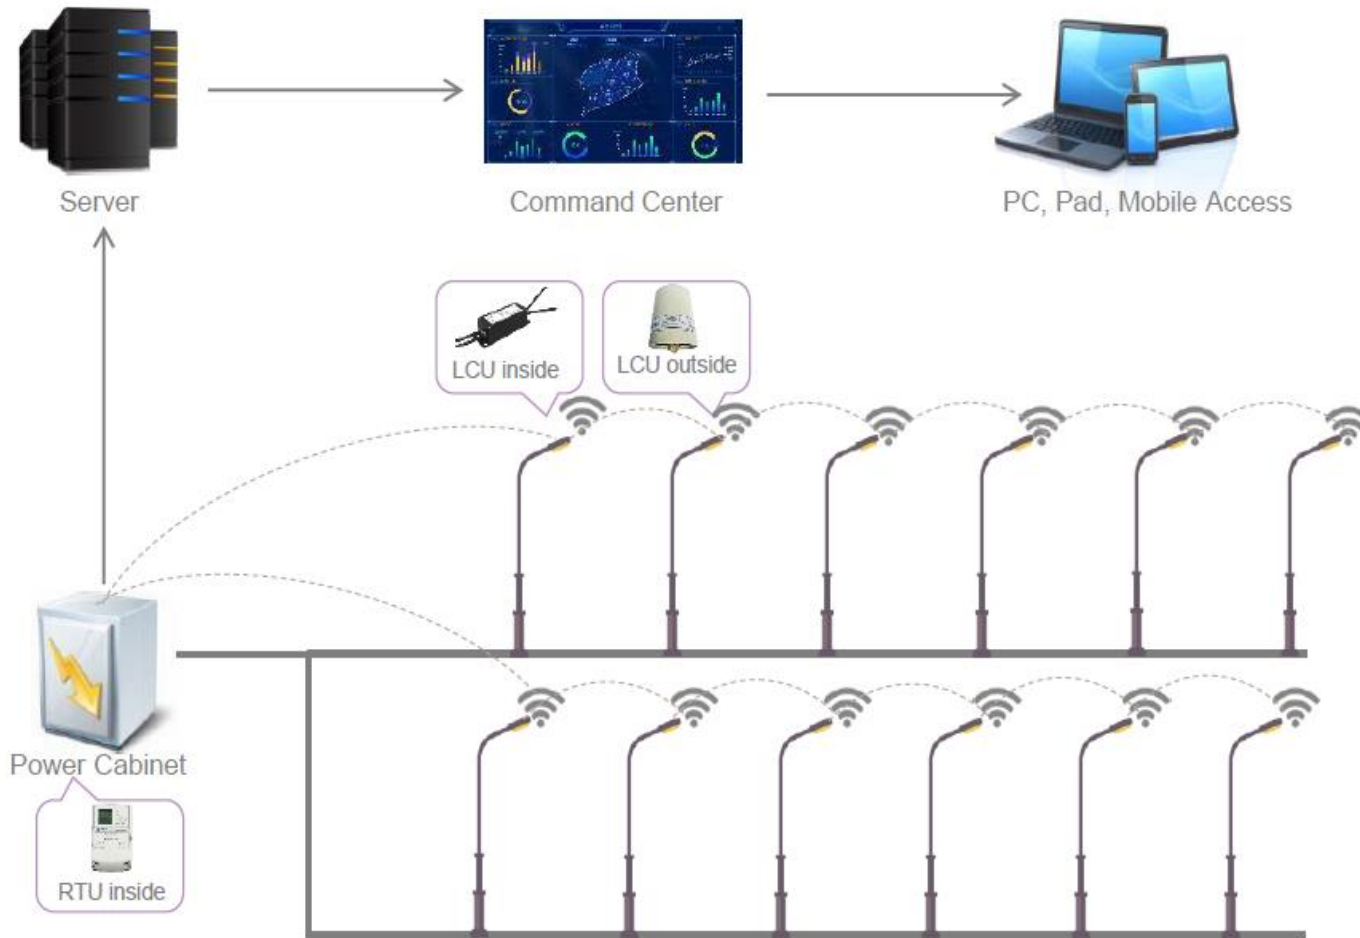 Server
Command Center
PC, Pad, Mobile Access
LCU inside
LCU outside
Power Cabinet
RTU inside